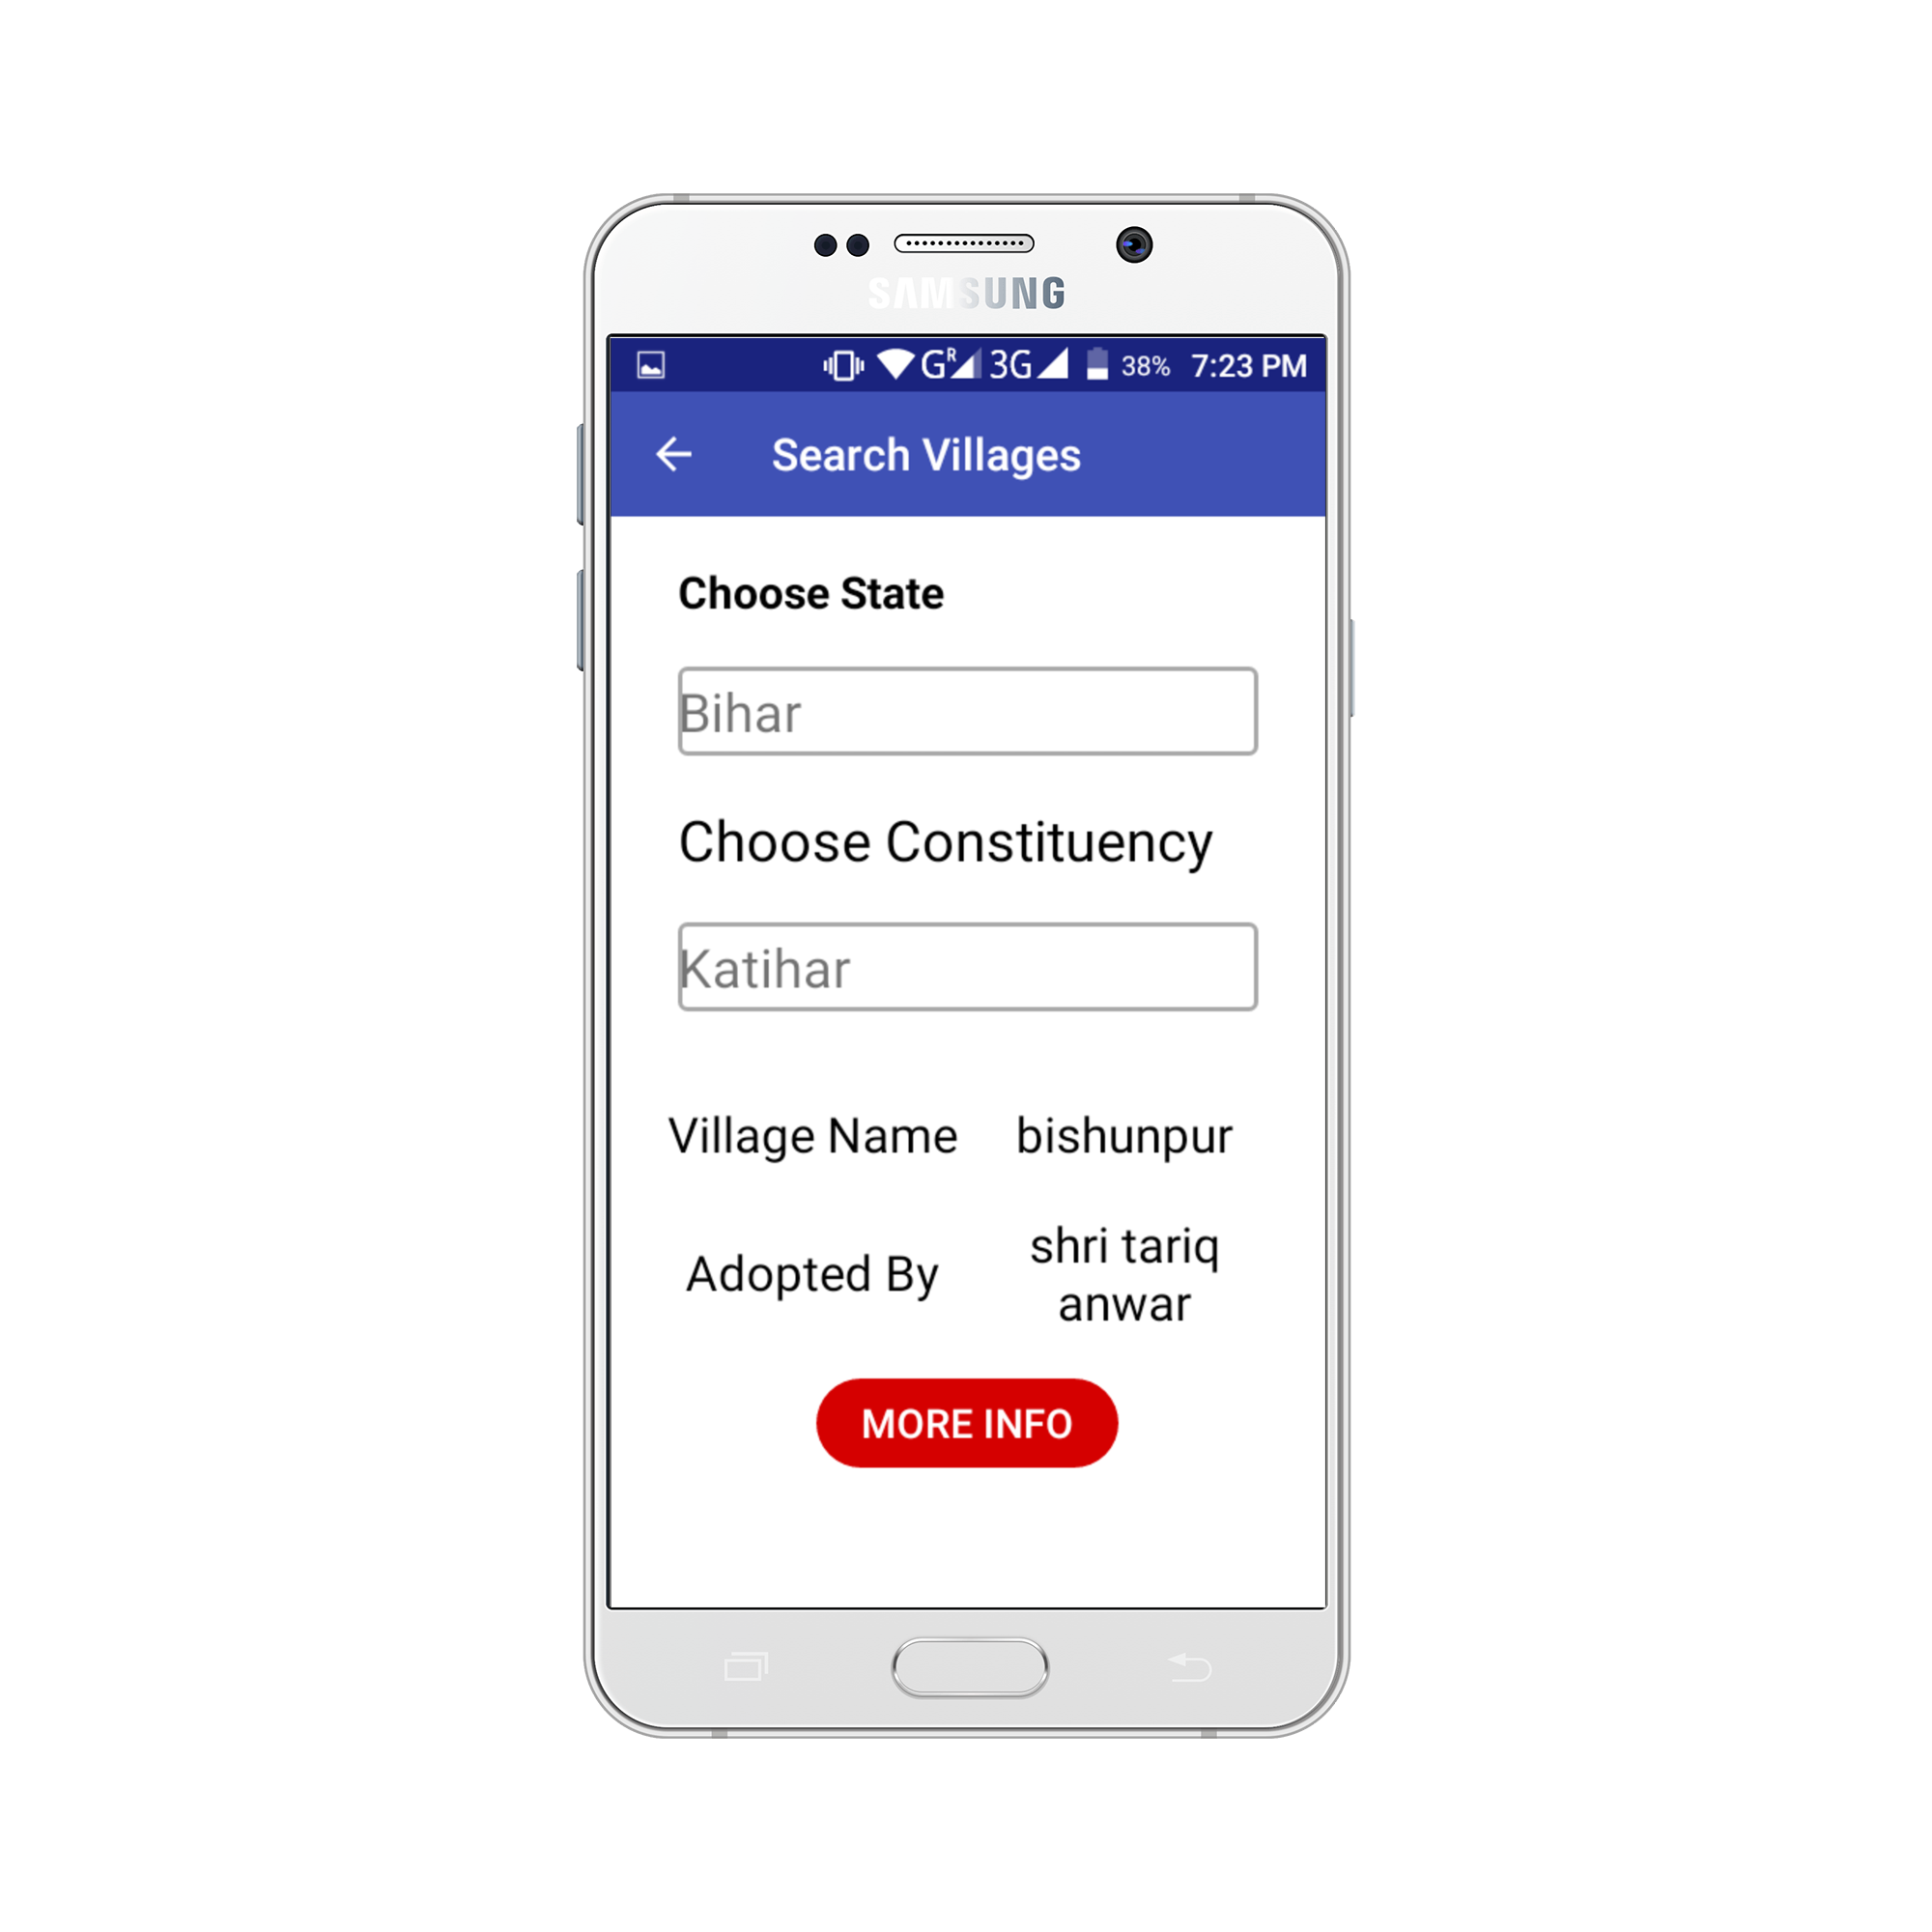 SAMSUNG
GR 3G 38% 7:23 PM
Search Villages
Choose State
Bihar
Choose Constituency
Katihar
Village Name bishunpur
Adopted By shri tariq
anwar
MORE INFO